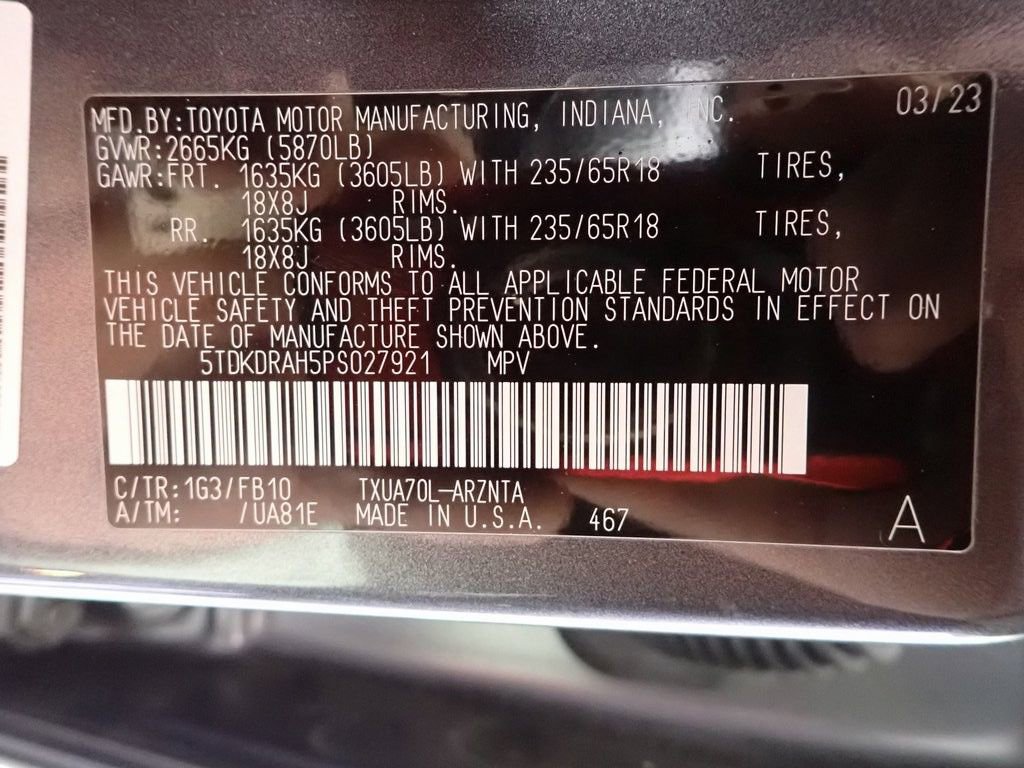 MFD.BY:TOYOTA MOTOR MANUFACTURING, INDIANA, INC. 03/23
GVWR:2665KG (5870LB)
GAWR:FRT. 1635KG (3605LB) WITH 235/65R18 TIRES,
18X8J RIMS.
RR. 1635KG (3605LB) WITH 235/65R18 TIRES,
18X8J RIMS.
THIS VEHICLE CONFORMS TO ALL APPLICABLE FEDERAL MOTOR
VEHICLE SAFETY AND THEFT PREVENTION STANDARDS IN EFFECT ON
THE DATE OF MANUFACTURE SHOWN ABOVE.
5TDKDRAH5PS027921 MPV
C/TR:1G3/FB10 TXUA70L-ARZNTA
A/TM: /UA81E MADE IN U.S.A. 467 A